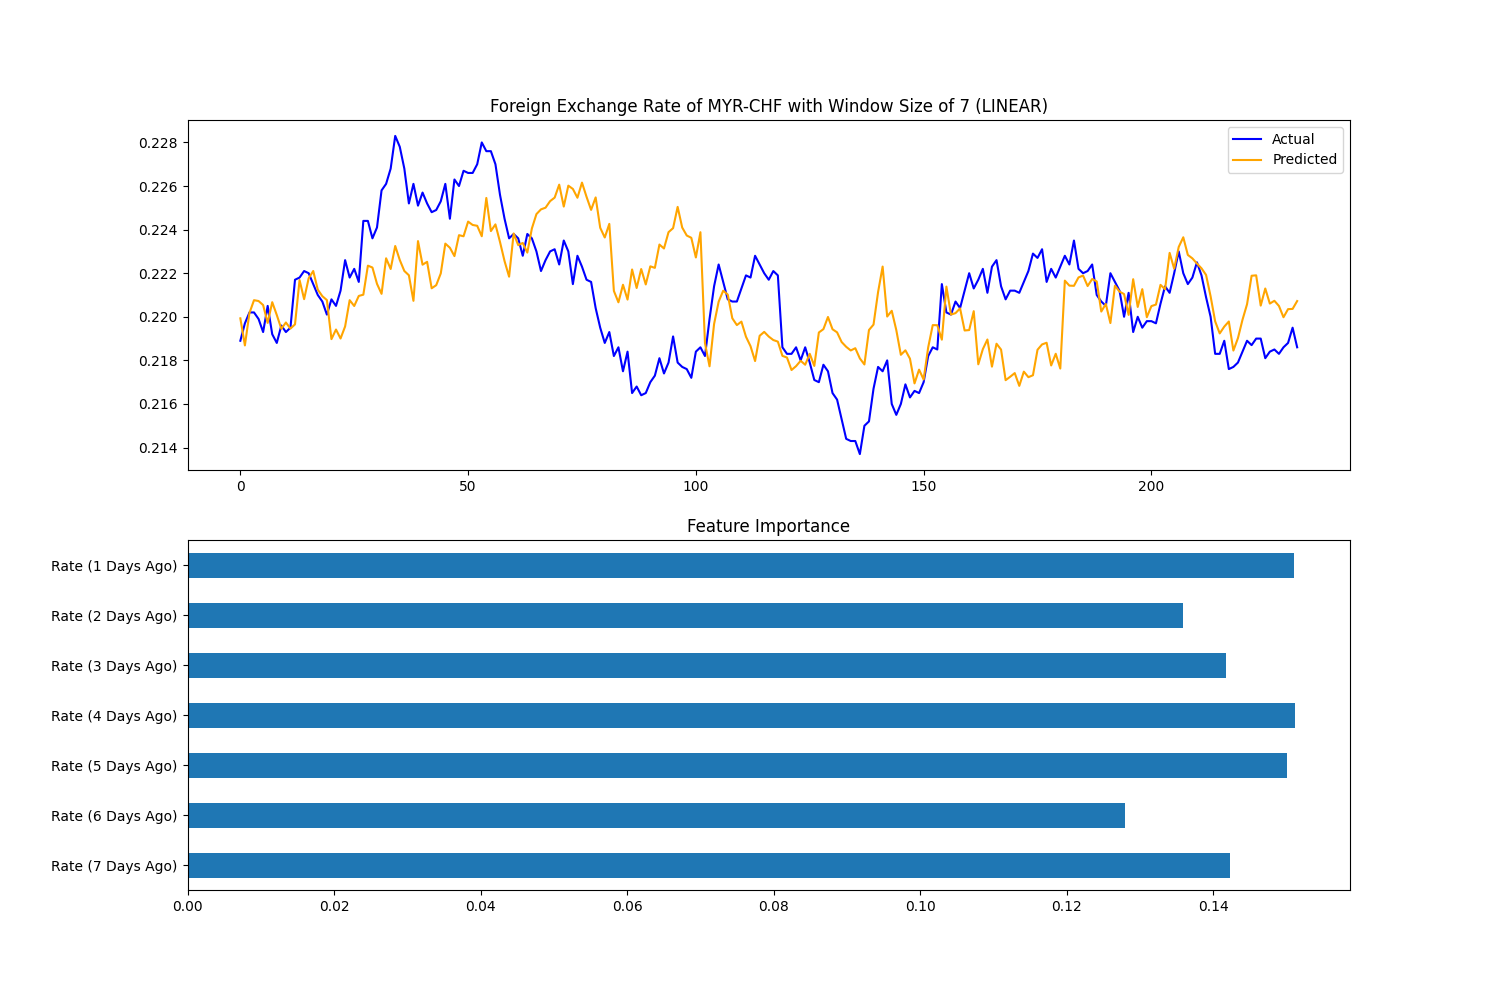 Foreign Exchange Rate of MYR-CHF with Window Size of 7 (LINEAR)
Actual
Predicted
0.228
0.226
0.224
0.222
0.220
0.218
0.216
0.214
0 50 100 150 200
Feature Importance
Rate (1 Days Ago)
Rate (2 Days Ago)
Rate (3 Days Ago)
Rate (4 Days Ago)
Rate (5 Days Ago)
Rate (6 Days Ago)
Rate (7 Days Ago)
0.00 0.02 0.04 0.06 0.08 0.10 0.12 0.14